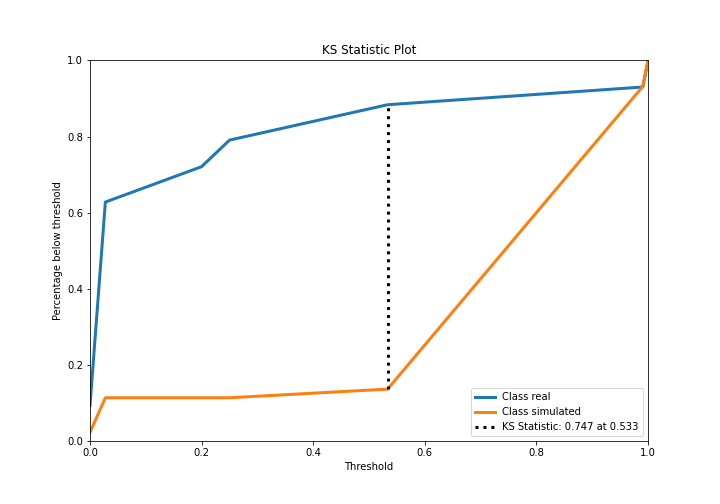 KS Statistic Plot
1.0
0.8
0.6
0.4
0.2
0.0
Percentage below threshold
0.0 0.2 0.4 0.6 0.8 1.0
Threshold
Class real
Class simulated
KS Statistic: 0.747 at 0.533